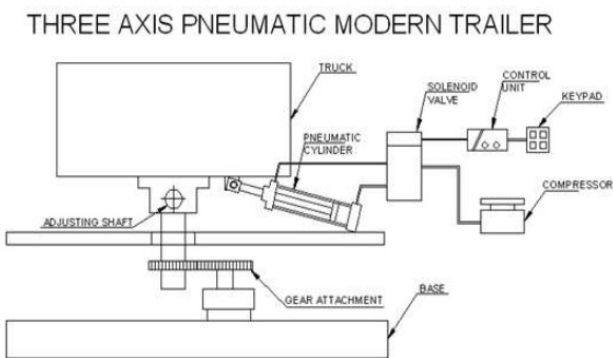 THREE AXIS PNEUMATIC MODERN TRAILER
TRUCK
SOLENOID
VALVE
CONTROL
UNIT
KEYPAD
PNEUMATIC
CYLINDER
COMPRESSOR
ADJUSTING SHAFT
GEAR ATTACHMENT
BASE